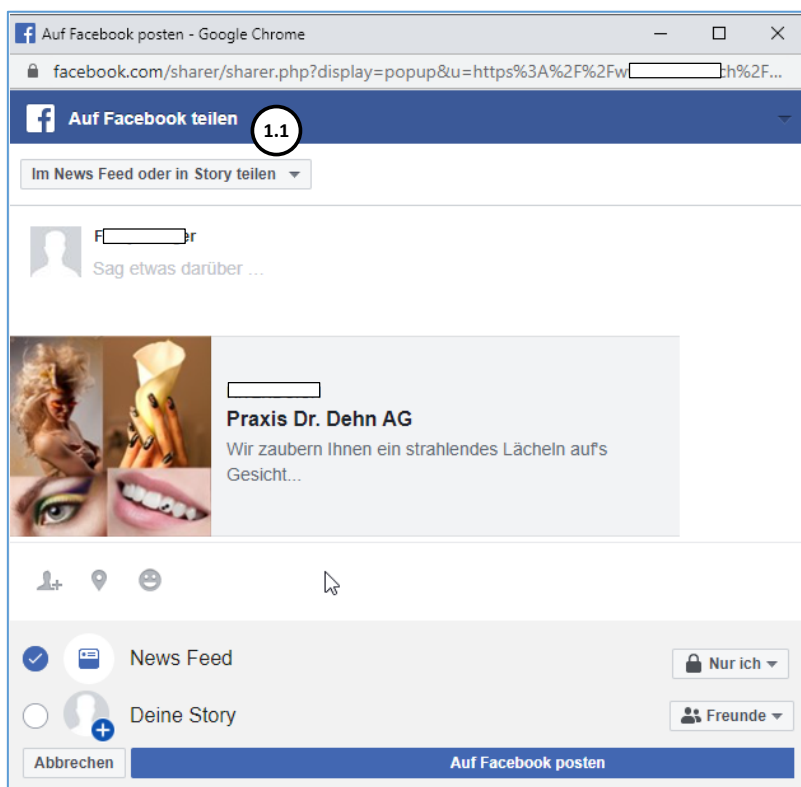 Auf Facebook posten - Google Chrome
facebook.com/sharer/sharer.php?display=popup&u=https%3A%2F%2Fw ch%2F...
Auf Facebook teilen
1.1
Im News Feed oder in Story teilen
F r
Sag etwas darüber ...
Praxis Dr. Dehn AG
Wir zaubern Ihnen ein strahlendes Lächeln auf's
Gesicht...
News Feed
Nur ich
Deine Story
Freunde
Abbrechen
Auf Facebook posten